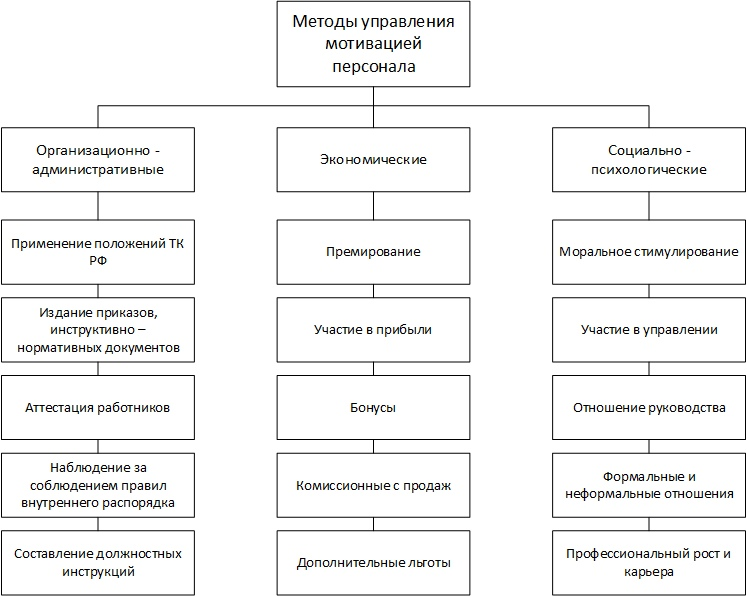 Методы управления
мотивацией
персонала
Организационно -
административные
Экономические
Социально -
психологические
Применение положений ТК
РФ
Премирование
Моральное стимулирование
Издание приказов,
инструктивно –
нормативных документов
Участие в прибыли
Участие в управлении
Аттестация работников
Бонусы
Отношение руководства
Наблюдение за
соблюдением правил
внутреннего распорядка
Комиссионные с продаж
Формальные и
неформальные отношения
Составление должностных
инструкций
Дополнительные льготы
Профессиональный рост и
карьера